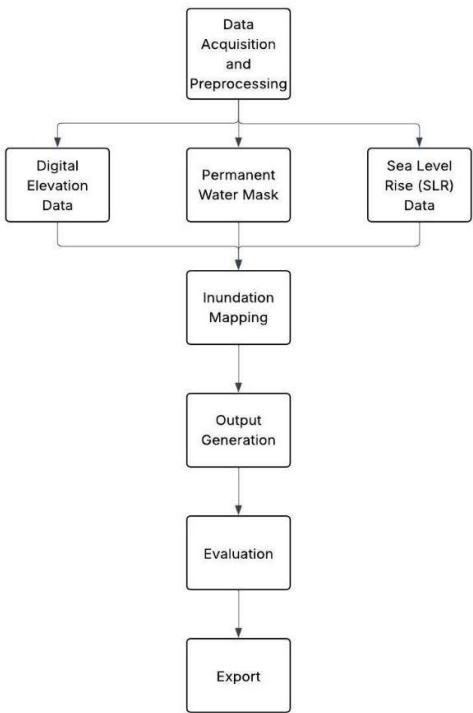 Data
Acquisition
and
Preprocessing
Digital
Elevation
Data
Permanent
Water Mask
Sea Level
Rise (SLR)
Data
Inundation
Mapping
Output
Generation
Evaluation
Export